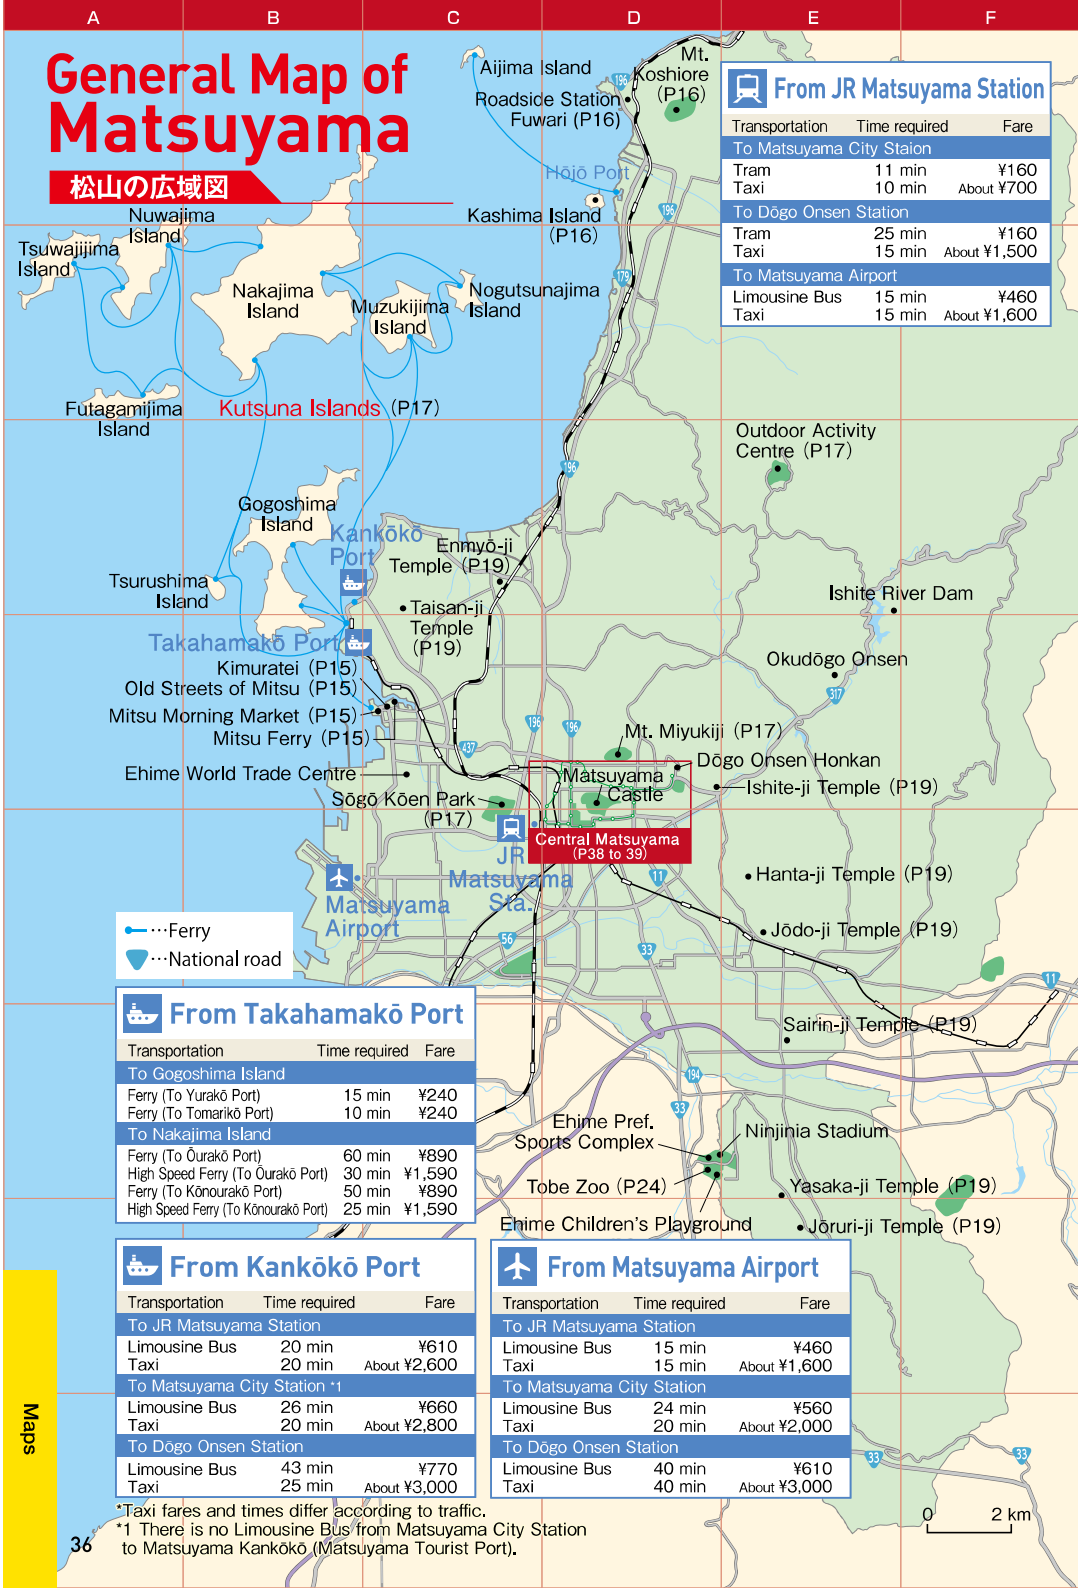 A B C D E F
General Map of
Matsuyama
松山の広域図
Aijima Island
Mt.
Koshiore
(P16)
Roadside Station
Fuwari (P16)
Hōjō Port
Kashima Island
(P16)
Nuwajima
Island
Tsuwajijima
Island
Nakajima
Island
Muzukijima
Island
Nogutsunajima
Island
Futagamijima
Island
Kutsuna Islands (P17)
196
196
179
196
From JR Matsuyama Station
Transportation Time required Fare
To Matsuyama City Staion
Tram 11 min ¥160
Taxi 10 min About ¥700
To Dōgo Onsen Station
Tram 25 min ¥160
Taxi 15 min About ¥1,500
To Matsuyama Airport
Limousine Bus 15 min ¥460
Taxi 15 min About ¥1,600
Outdoor Activity
Centre (P17)
Gogoshima
Island
Kankōkō
Port
Enmyō-ji
Temple (P19)
Tsurushima
Island
Taisan-ji
Temple
(P19)
Ishite River Dam
Takahamakō Port
Kimuratei (P15)
Old Streets of Mitsu (P15)
Mitsu Morning Market (P15)
Mitsu Ferry (P15)
Okudōgo Onsen
317
196
196
437
Mt. Miyukiji (P17)
Dōgo Onsen Honkan
Ehime World Trade Centre
Matsuyama
Castle
Ishite-ji Temple (P19)
Sōgō Kōen Park
(P17)
Central Matsuyama
(P38 to 39)
JR
Matsuyama
Sta.
11
Hanta-ji Temple (P19)
Matsuyama
Airport
56
33
Jōdo-ji Temple (P19)
…Ferry
…National road
11
Sairin-ji Temple (P19)
194
33
From Takahamakō Port
Transportation Time required Fare
To Gogoshima Island
Ferry (To Yurakō Port) 15 min ¥240
Ferry (To Tomarikō Port) 10 min ¥240
To Nakajima Island
Ferry (To Ōurakō Port) 60 min ¥890
High Speed Ferry (To Ōurakō Port) 30 min ¥1,590
Ferry (To Kōnourakō Port) 50 min ¥890
High Speed Ferry (To Kōnourakō Port) 25 min ¥1,590
Ehime Pref.
Sports Complex
Ninjinia Stadium
Tobe Zoo (P24)
Yasaka-ji Temple (P19)
Ehime Children's Playground
Jōruri-ji Temple (P19)
From Kankōkō Port
Transportation Time required Fare
To JR Matsuyama Station
Limousine Bus 20 min ¥610
Taxi 20 min About ¥2,600
To Matsuyama City Station *1
Limousine Bus 26 min ¥660
Taxi 20 min About ¥2,800
To Dōgo Onsen Station
Limousine Bus 43 min ¥770
Taxi 25 min About ¥3,000
From Matsuyama Airport
Transportation Time required Fare
To JR Matsuyama Station
Limousine Bus 15 min ¥460
Taxi 15 min About ¥1,600
To Matsuyama City Station
Limousine Bus 24 min ¥560
Taxi 20 min About ¥2,000
To Dōgo Onsen Station
Limousine Bus 40 min ¥610
Taxi 40 min About ¥3,000
33
33
*Taxi fares and times differ according to traffic.
*1 There is no Limousine Bus from Matsuyama City Station
to Matsuyama Kankōkō (Matsuyama Tourist Port).
0 2 km
Maps
36